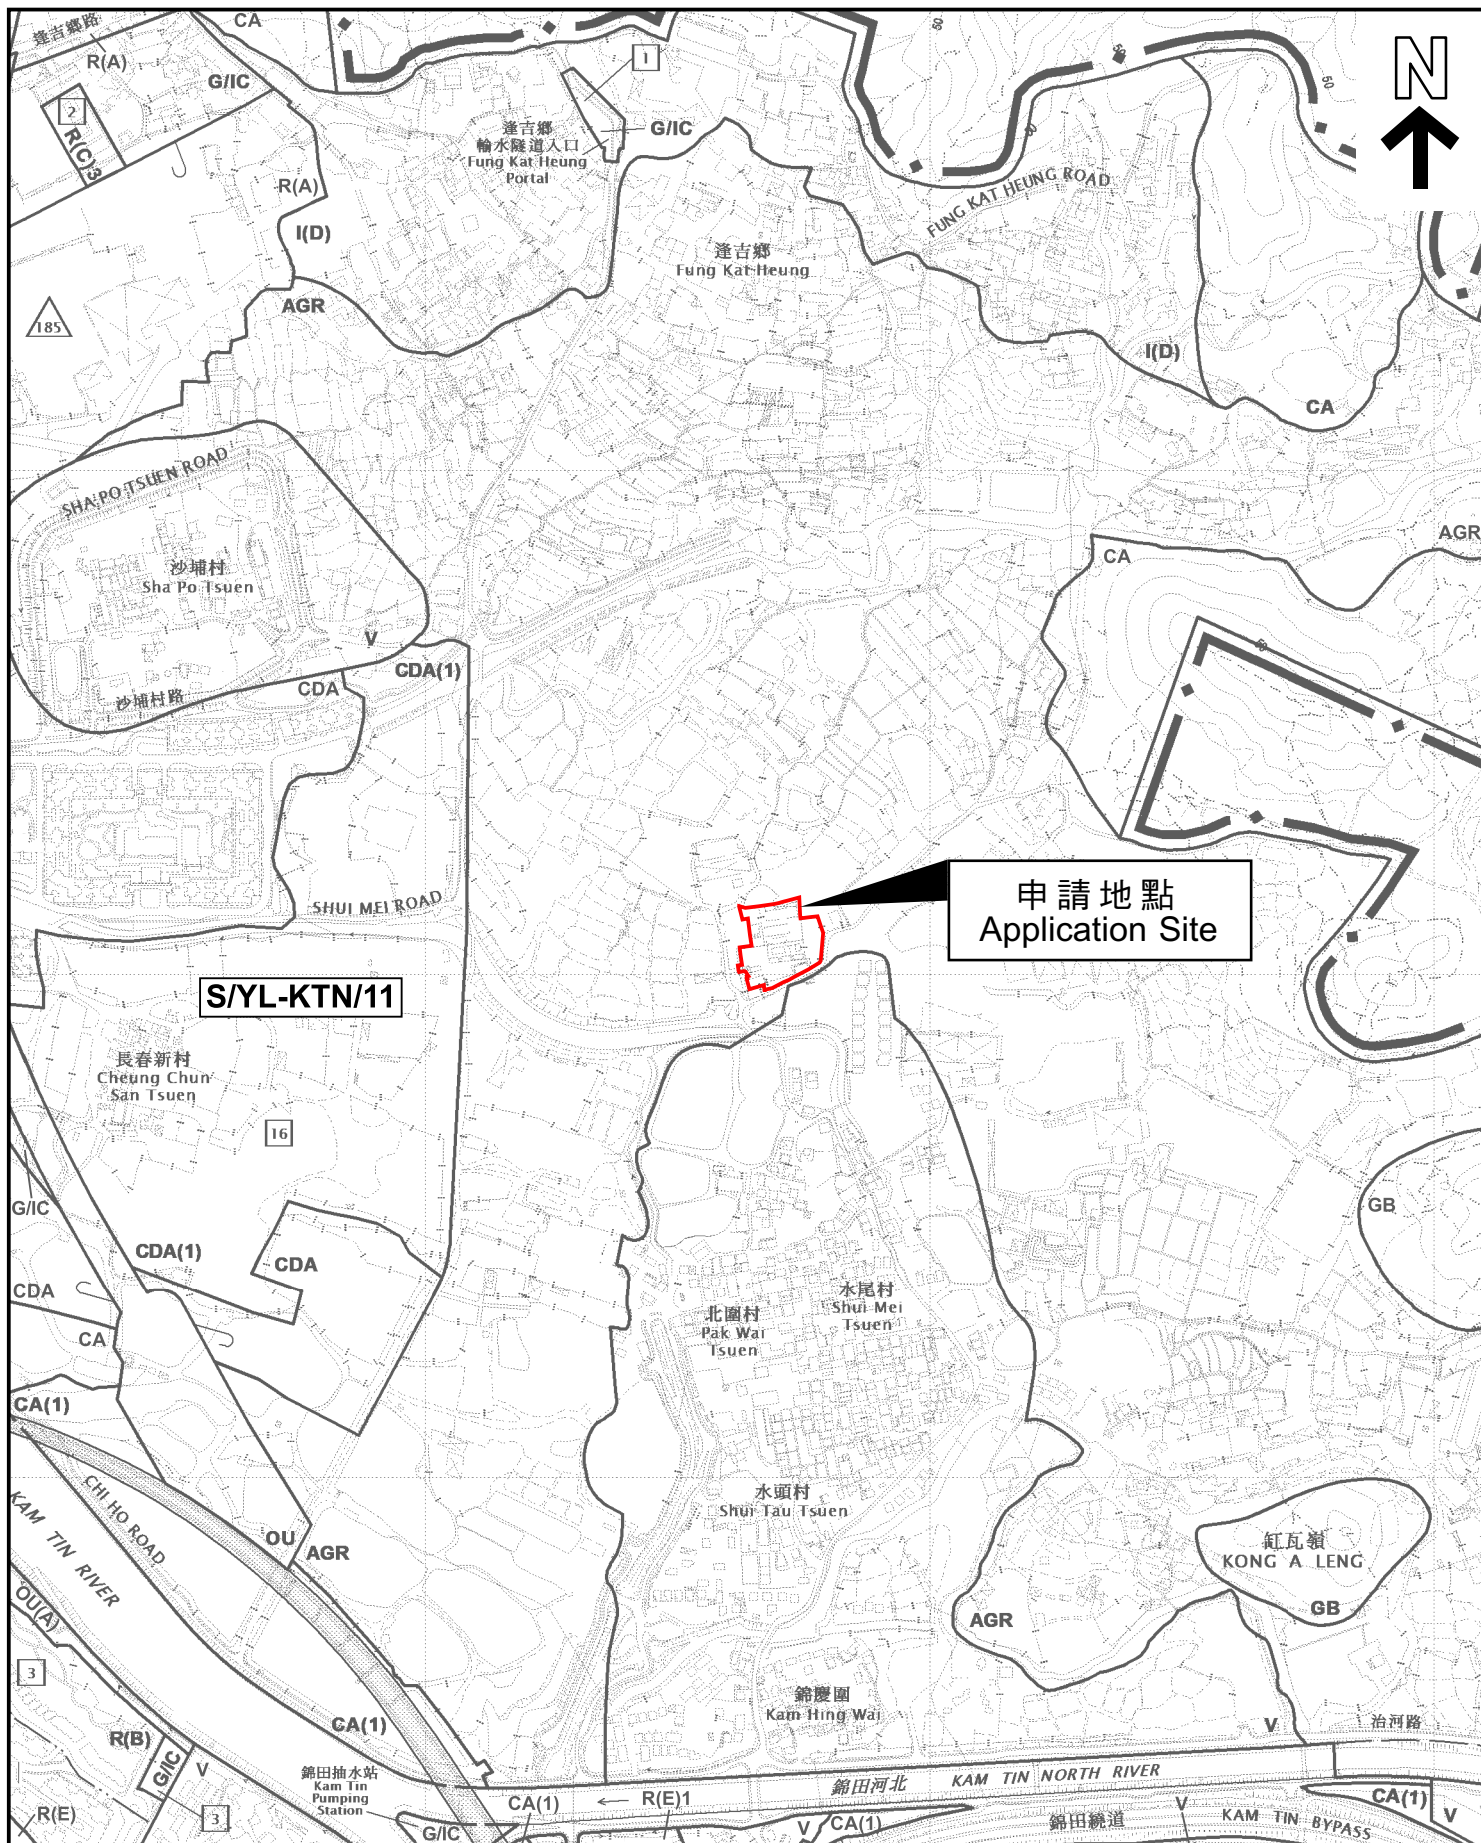 逢吉鄉路
CA
R(A)
G/IC
1
N
2
R(C)3
逢吉鄉
輸水隧道入口
Fung Kat Heung
Portal
G/IC
50
50
50
50
R(A)
I(D)
FUNG KAT HEUNG ROAD
逢吉鄉
Fung Kat Heung
AGR
185
I(D)
CA
SHA PO TSUEN ROAD
AGR
CA
沙埔村
Sha Po Tsuen
V
CDA(1)
CDA
沙埔村路
50
SHUI MEI ROAD
申請地點
Application Site
S/YL-KTN/11
長春新村
Cheung Chun
San Tsuen
16
G/IC
GB
CDA(1)
CDA
CDA
CA
水尾村
Shui Mei
Tsuen
北圍村
Pak Wai
Tsuen
CA(1)
CHI HO ROAD
KAM TIN RIVER
水頭村
Shui Tau Tsuen
OU
AGR
缸瓦嶺
KONG A LENG
GB
OU(A)
AGR
3
錦慶圍
Kam Hing Wai
CA(1)
R(B)
G/IC
V
V
治河路
錦田抽水站
Kam Tin
Pumping
Station
錦田河北
KAM TIN NORTH RIVER
R(E)
3
G/IC
CA(1)
R(E)1
V
CA(1)
錦田繞道
V
KAM TIN BYPASS
CA(1)
V